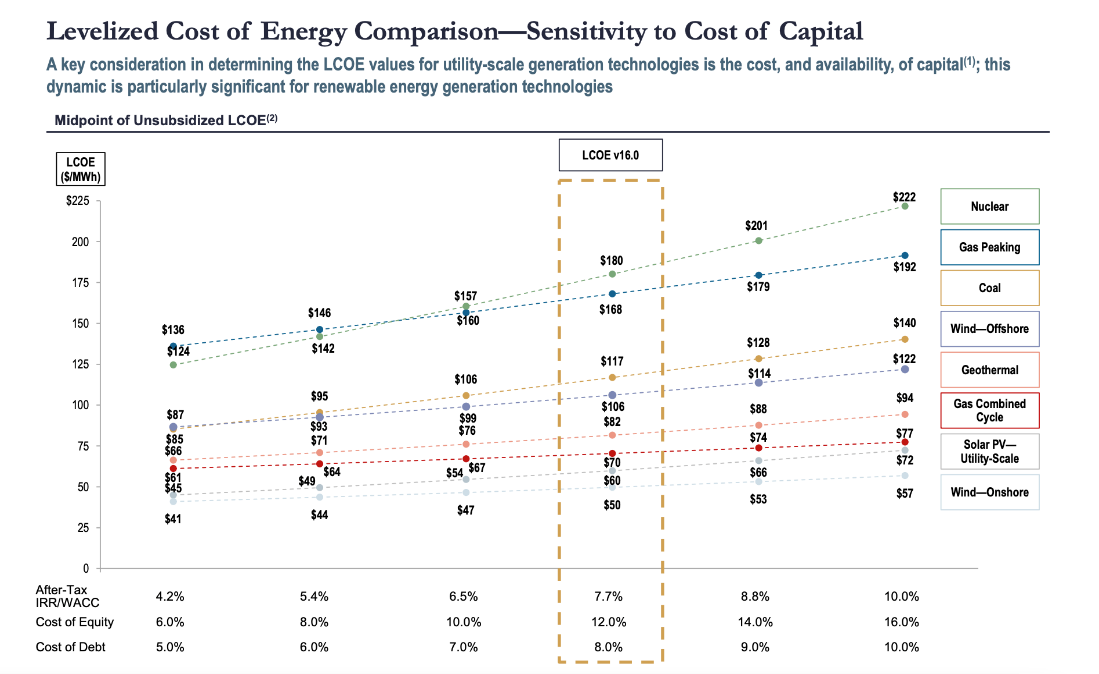 Levelized Cost of Energy Comparison—Sensitivity to Cost of Capital
A key consideration in determining the LCOE values for utility-scale generation technologies is the cost, and availability, of capital(1); this
dynamic is particularly significant for renewable energy generation technologies
Midpoint of Unsubsidized LCOE(2)
LCOE
($/MWh)
LCOE v16.0
$225
200
175
150
125
100
75
50
25
0
$136
$124
$87
$85
$66
$61
$45
$41
$146
$142
$95
$93
$71
$64
$49
$44
$157
$160
$106
$99
$76
$67
$54
$47
$180
$168
$117
$106
$82
$70
$60
$50
$201
$179
$128
$114
$88
$74
$66
$53
$222
$192
$140
$122
$94
$77
$72
$57
Nuclear
Gas Peaking
Coal
Wind—Offshore
Geothermal
Gas Combined
Cycle
Solar PV—
Utility-Scale
Wind—Onshore
After-Tax
IRR/WACC
4.2% 5.4% 6.5% 7.7% 8.8% 10.0%
Cost of Equity 6.0% 8.0% 10.0% 12.0% 14.0% 16.0%
Cost of Debt 5.0% 6.0% 7.0% 8.0% 9.0% 10.0%